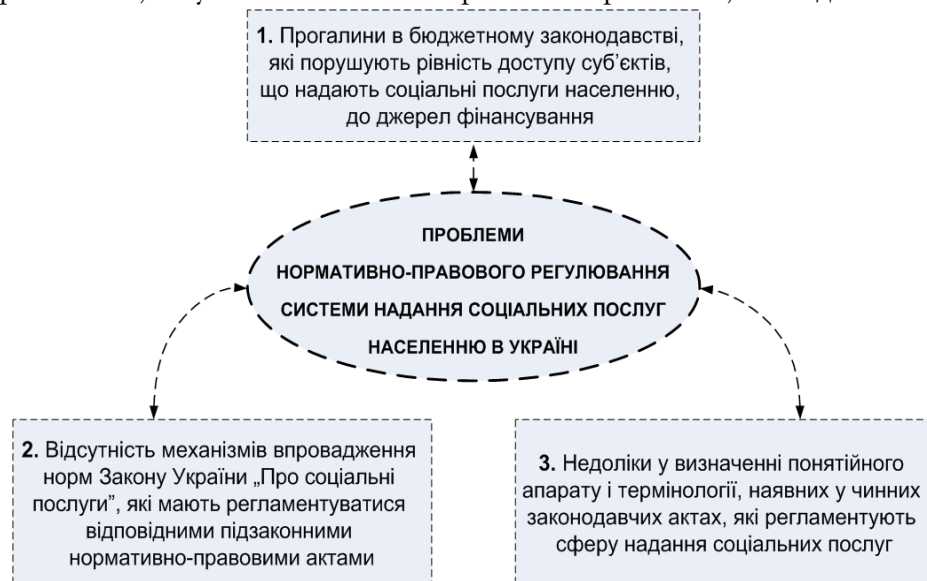 1. Прогалини в бюджетному законодавстві,
які порушують рівність доступу суб’єктів,
що надають соціальні послуги населенню,
до джерел фінансування
ПРОБЛЕМИ
НОРМАТИВНО-ПРАВОВОГО РЕГУЛЮВАННЯ
СИСТЕМИ НАДАННЯ СОЦІАЛЬНИХ ПОСЛУГ
НАСЕЛЕННЮ В УКРАЇНІ
2. Відсутність механізмів впровадження
норм Закону України „Про соціальні
послуги”, які мають регламентуватися
відповідними підзаконними
нормативно-правовими актами
3. Недоліки у визначенні понятійного
апарату і термінології, наявних у чинних
законодавчих актах, які регламентують
сферу надання соціальних послуг